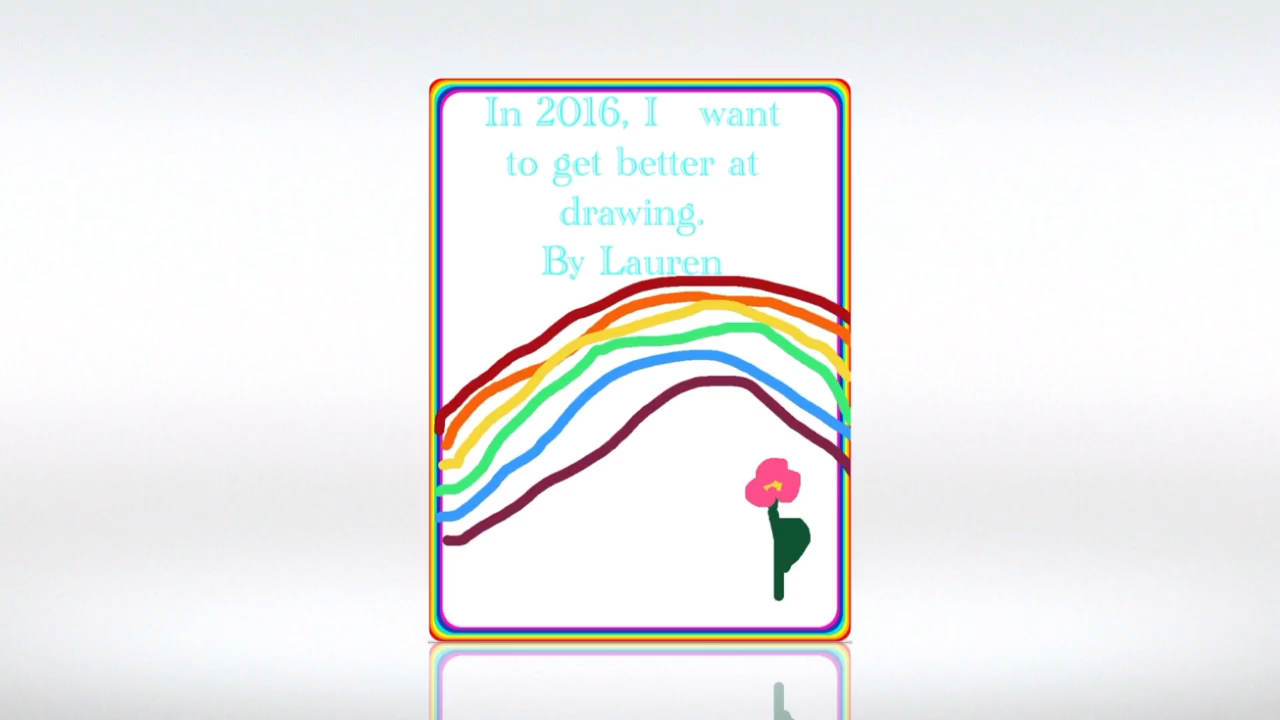 In 2016, I want
to get better at
drawing.
By Lauren